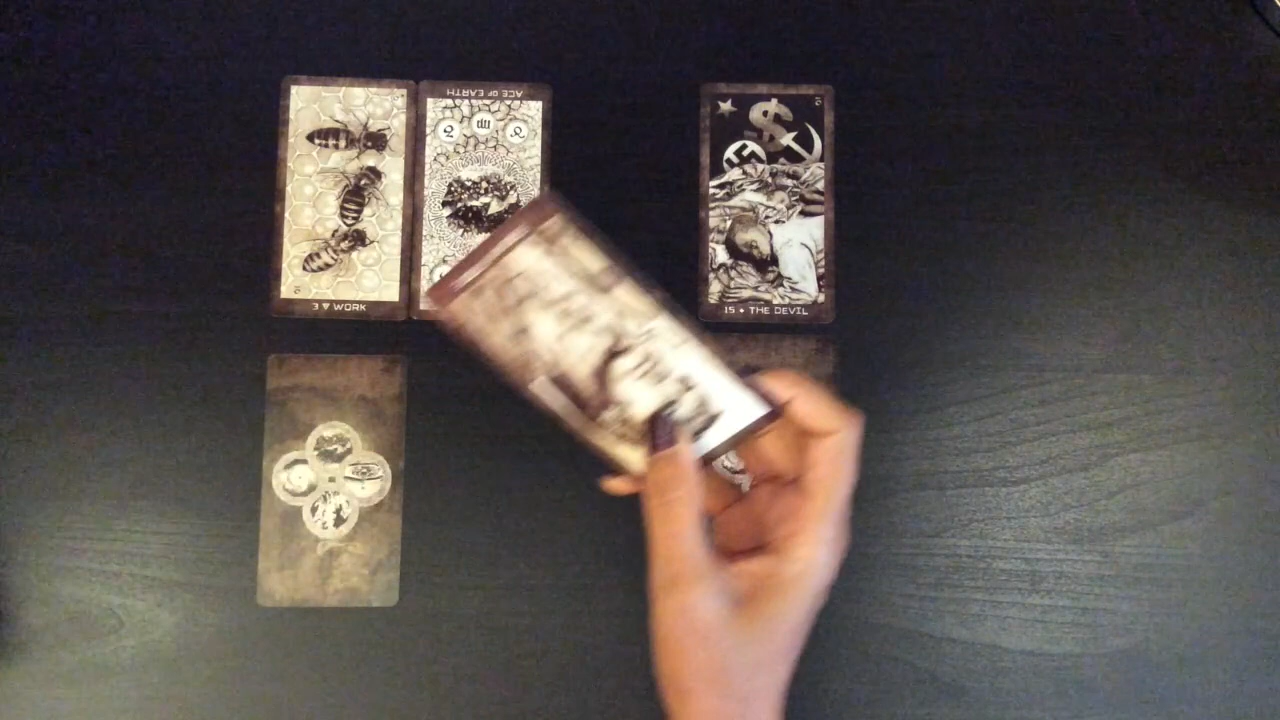 ACE OF EARTH
$
3 ▽ WORK
15 ✦ THE DEVIL